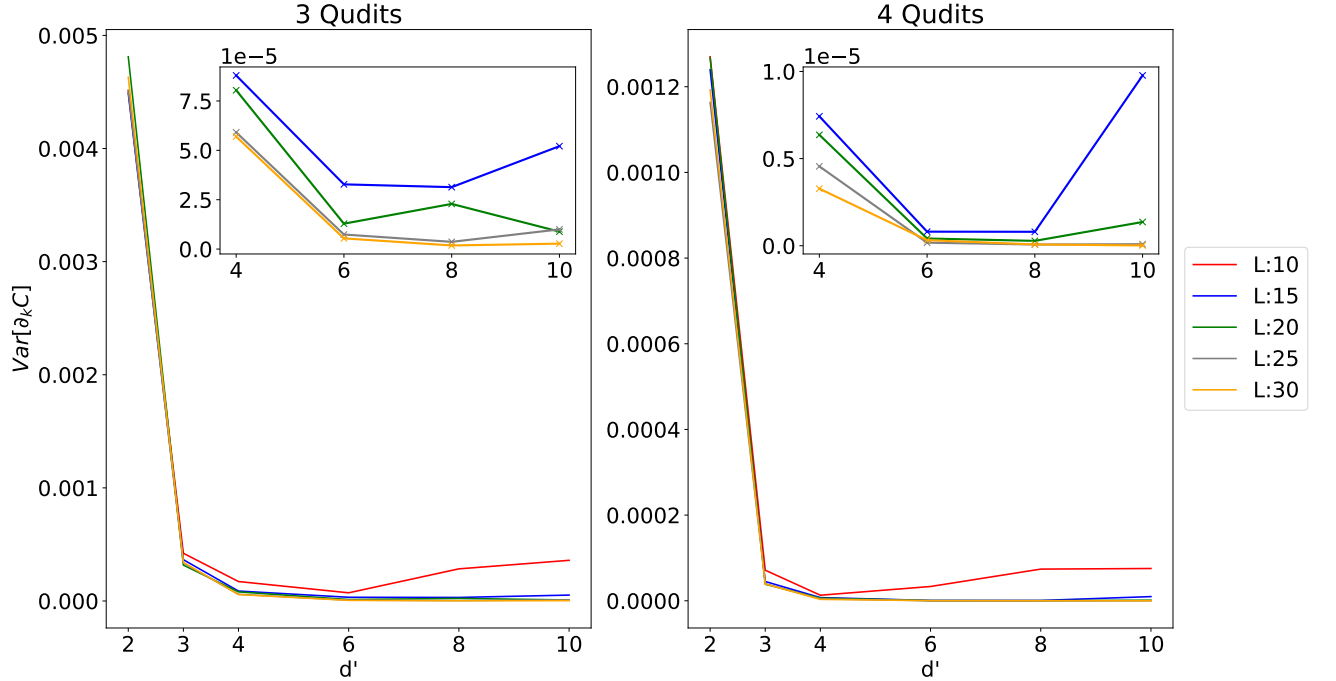 3 Qudits
0.005
0.004
0.003
0.002
0.001
0.000
Var[∂kC]
2 3 4 6 8 10
d'
1e−5
7.5
5.0
2.5
0.0
4 6 8 10
4 Qudits
0.0012
0.0010
0.0008
0.0006
0.0004
0.0002
0.0000
2 3 4 6 8 10
d'
1e−5
1.0
0.5
0.0
4 6 8 10
L:10
L:15
L:20
L:25
L:30